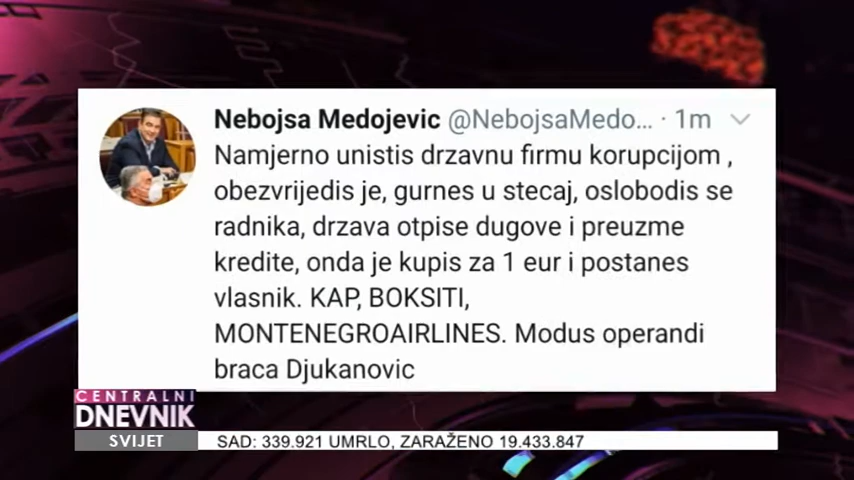 Nebojsa Medojevic @NebojsaMedo... · 1m
Namjerno unistis drzavnu firmu korupcijom ,
obezvrijedis je, gurnes u stecaj, oslobodis se
radnika, drzava otpise dugove i preuzme
kredite, onda je kupis za 1 eur i postanes
vlasnik. KAP, BOKSITI,
MONTENEGROAIRLINES. Modus operandi
braca Djukanovic
CENTRALNI
DNEVNIK
SVIJET
SAD: 339.921 UMRLO, ZARAŽENO 19.433.847